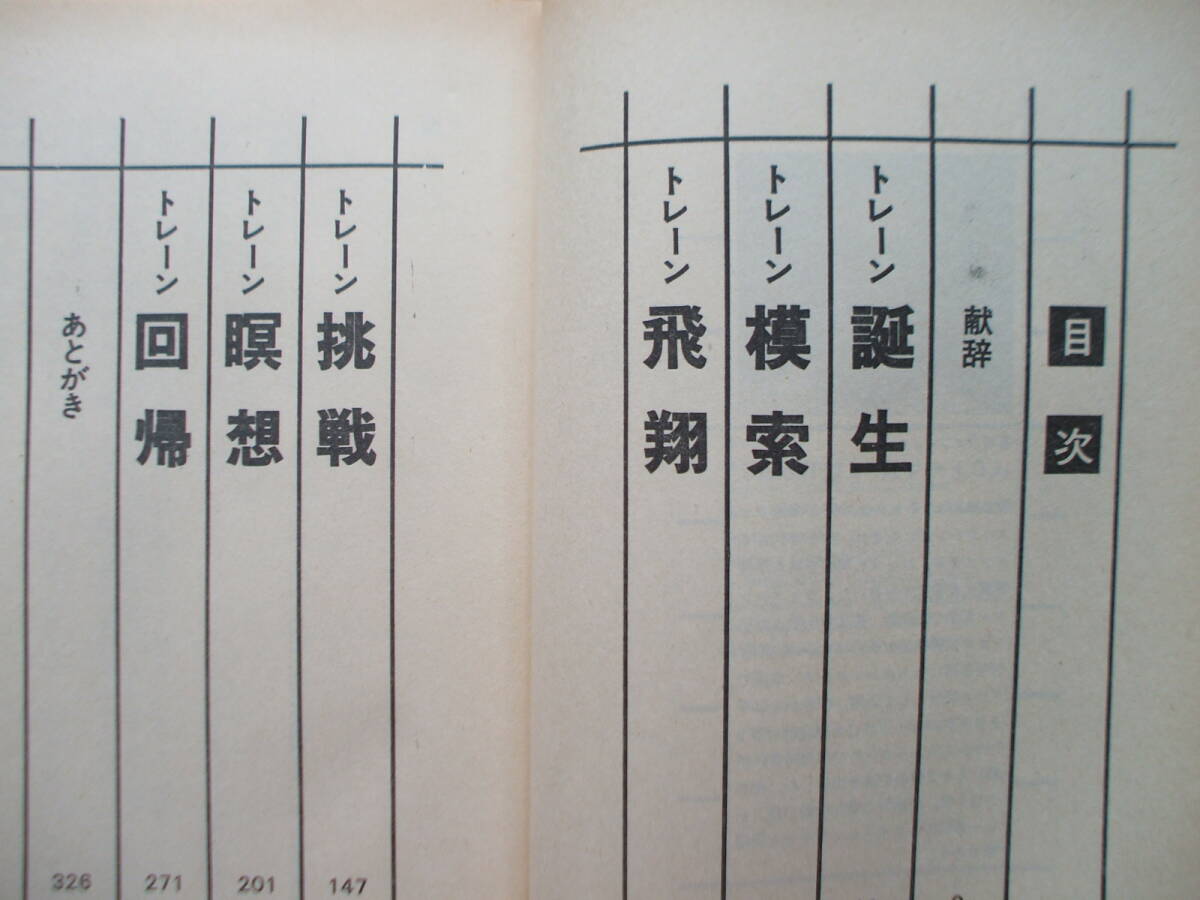 目次
献辞
トレーン 誕生
トレーン 模索
トレーン 飛翔
トレーン 挑戦 147
トレーン 瞑想 201
トレーン 回帰 271
あとがき 326